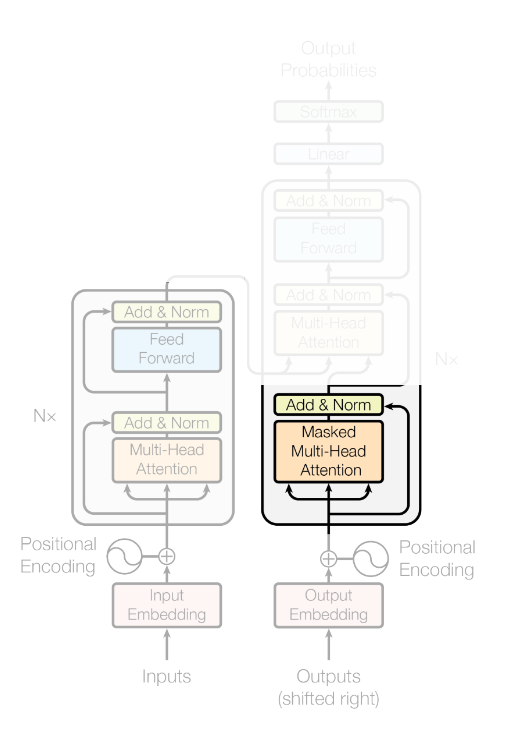 Output
Probabilities
Softmax
Linear
Add & Norm
Feed
Forward
Add & Norm
Multi-Head
Attention
Nx
Add & Norm
Masked
Multi-Head
Attention
Positional
Encoding
Output
Embedding
Outputs
(shifted right)
Add & Norm
Feed
Forward
Nx
Add & Norm
Multi-Head
Attention
Positional
Encoding
Input
Embedding
Inputs